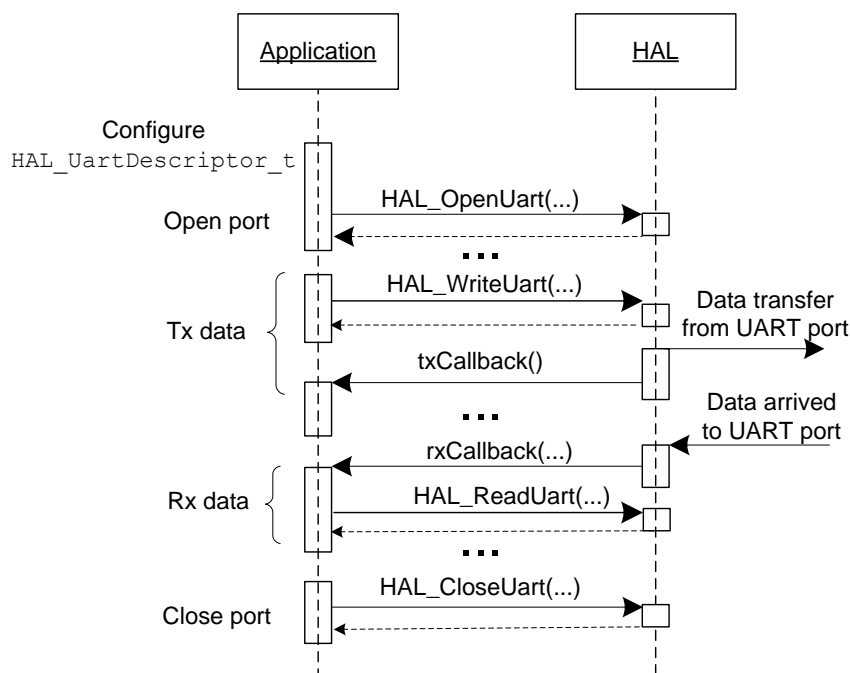 Application
HAL
Configure
HAL_UartDescriptor_t
HAL_OpenUart(...)
Open port
...
HAL_WriteUart(...)
Data transfer
from UART port
Tx data
txCallback()
...
Data arrived
to UART port
rxCallback(...)
Rx data
HAL_ReadUart(...)
...
HAL_CloseUart(...)
Close port